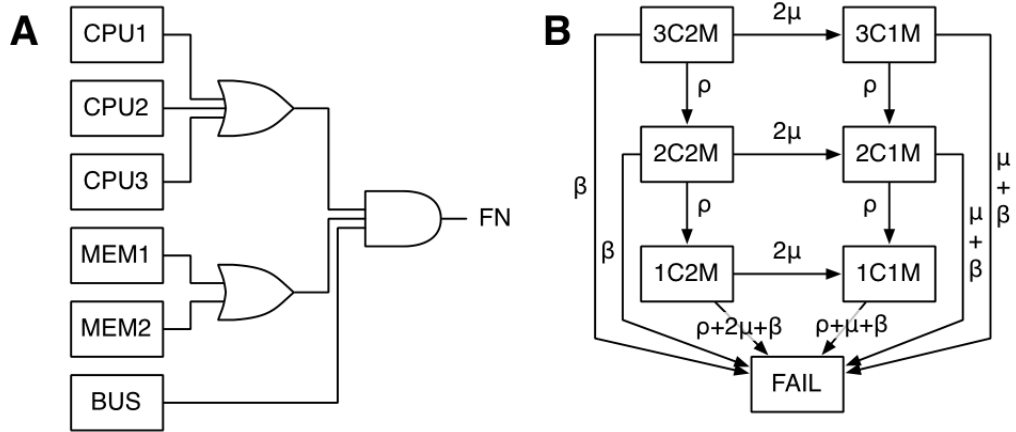 A
CPU1
CPU2
CPU3
MEM1
MEM2
BUS
FN
B
3C2M
2μ
3C1M
ρ
ρ
2C2M
2μ
2C1M
β
μ
+
β
ρ
ρ
β
μ
+
β
1C2M
2μ
1C1M
ρ+2μ+β
ρ+μ+β
FAIL